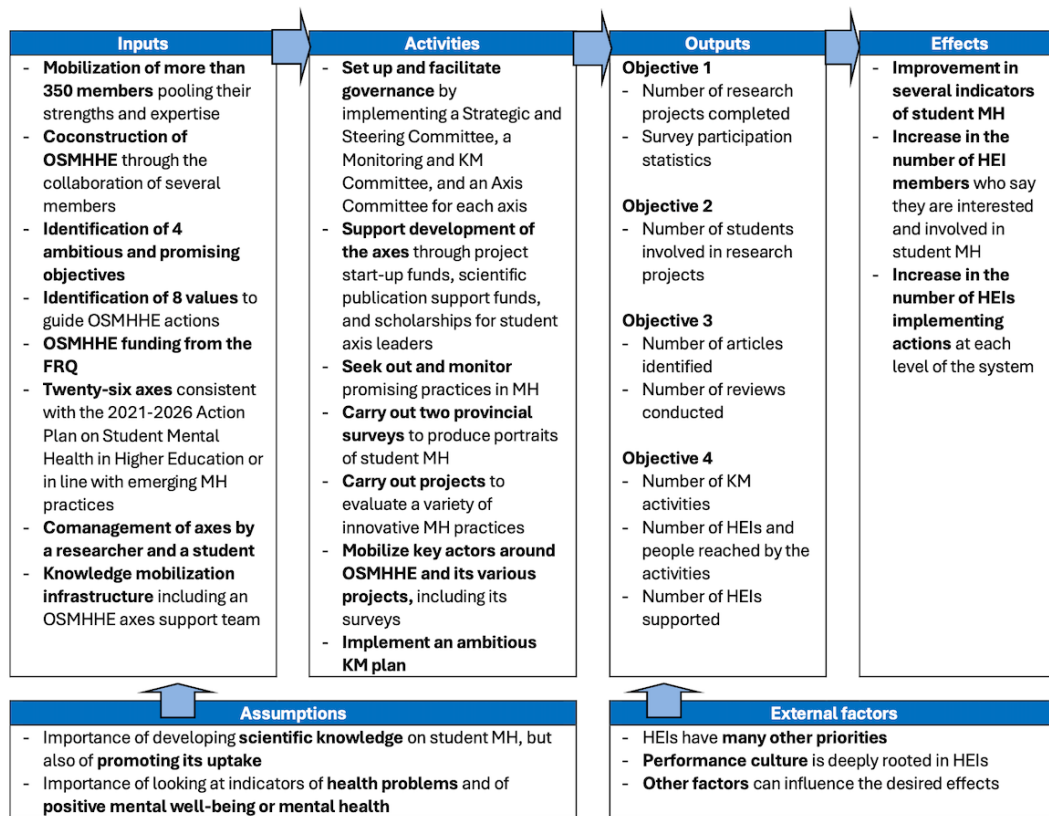 Inputs
- Mobilization of more than
350 members pooling their
strengths and expertise
- Coconstruction of
OSMHHE through the
collaboration of several
members
- Identification of 4
ambitious and promising
objectives
- Identification of 8 values to
guide OSMHHE actions
- OSMHHE funding from the
FRQ
- Twenty-six axes consistent
with the 2021-2026 Action
Plan on Student Mental
Health in Higher Education or
in line with emerging MH
practices
- Comanagement of axes by
a researcher and a student
- Knowledge mobilization
infrastructure including an
OSMHHE axes support team
Activities
- Set up and facilitate
governance by
implementing a Strategic and
Steering Committee, a
Monitoring and KM
Committee, and an Axis
Committee for each axis
- Support development of
the axes through project
start-up funds, scientific
publication support funds,
and scholarships for student
axis leaders
- Seek out and monitor
promising practices in MH
- Carry out two provincial
surveys to produce portraits
of student MH
- Carry out projects to
evaluate a variety of
innovative MH practices
- Mobilize key actors around
OSMHHE and its various
projects, including its
surveys
- Implement an ambitious
KM plan
Outputs
Objective 1
- Number of research
projects completed
- Survey participation
statistics
Objective 2
- Number of students
involved in research
projects
Objective 3
- Number of articles
identified
- Number of reviews
conducted
Objective 4
- Number of KM
activities
- Number of HEIs and
people reached by the
activities
- Number of HEIs
supported
Effects
- Improvement in
several indicators
of student MH
- Increase in the
number of HEI
members who say
they are interested
and involved in
student MH
- Increase in the
number of HEIs
implementing
actions at each
level of the system
Assumptions
- Importance of developing scientific knowledge on student MH, but
also of promoting its uptake
- Importance of looking at indicators of health problems and of
positive mental well-being or mental health
External factors
- HEIs have many other priorities
- Performance culture is deeply rooted in HEIs
- Other factors can influence the desired effects